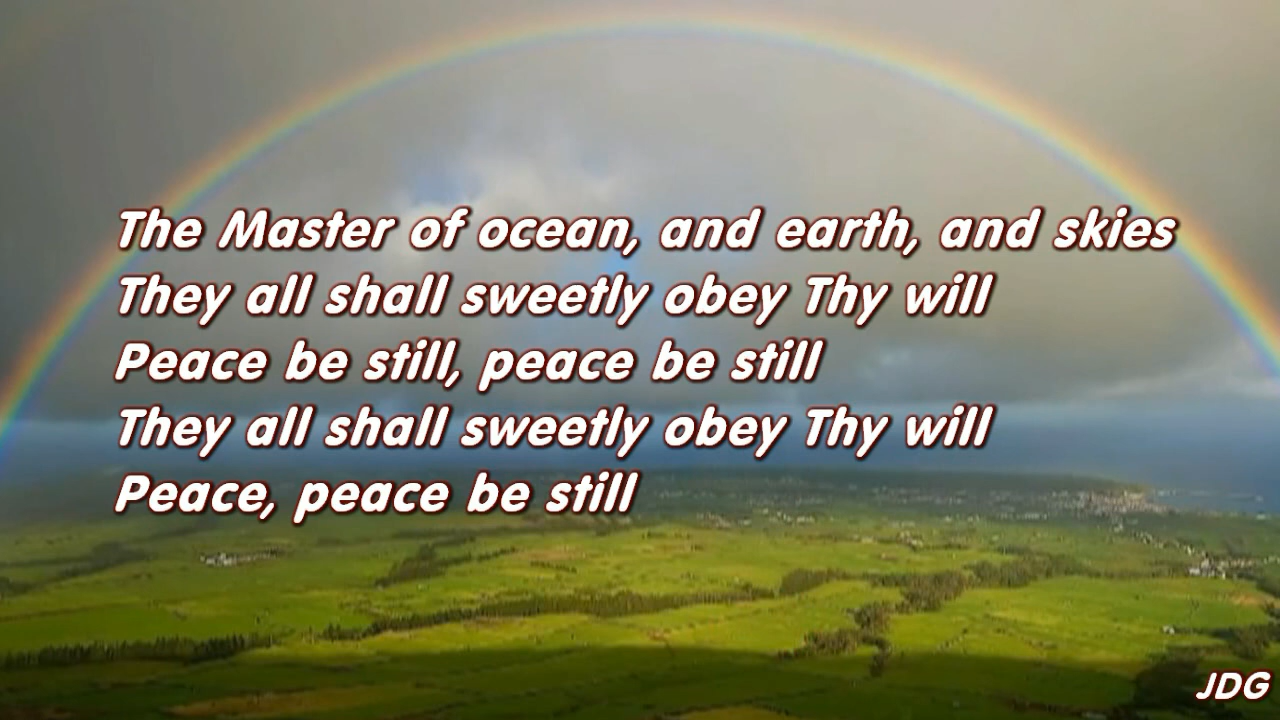 The Master of ocean, and earth, and skies
They all shall sweetly obey Thy will
Peace be still, peace be still
They all shall sweetly obey Thy will
Peace, peace be still
JDG